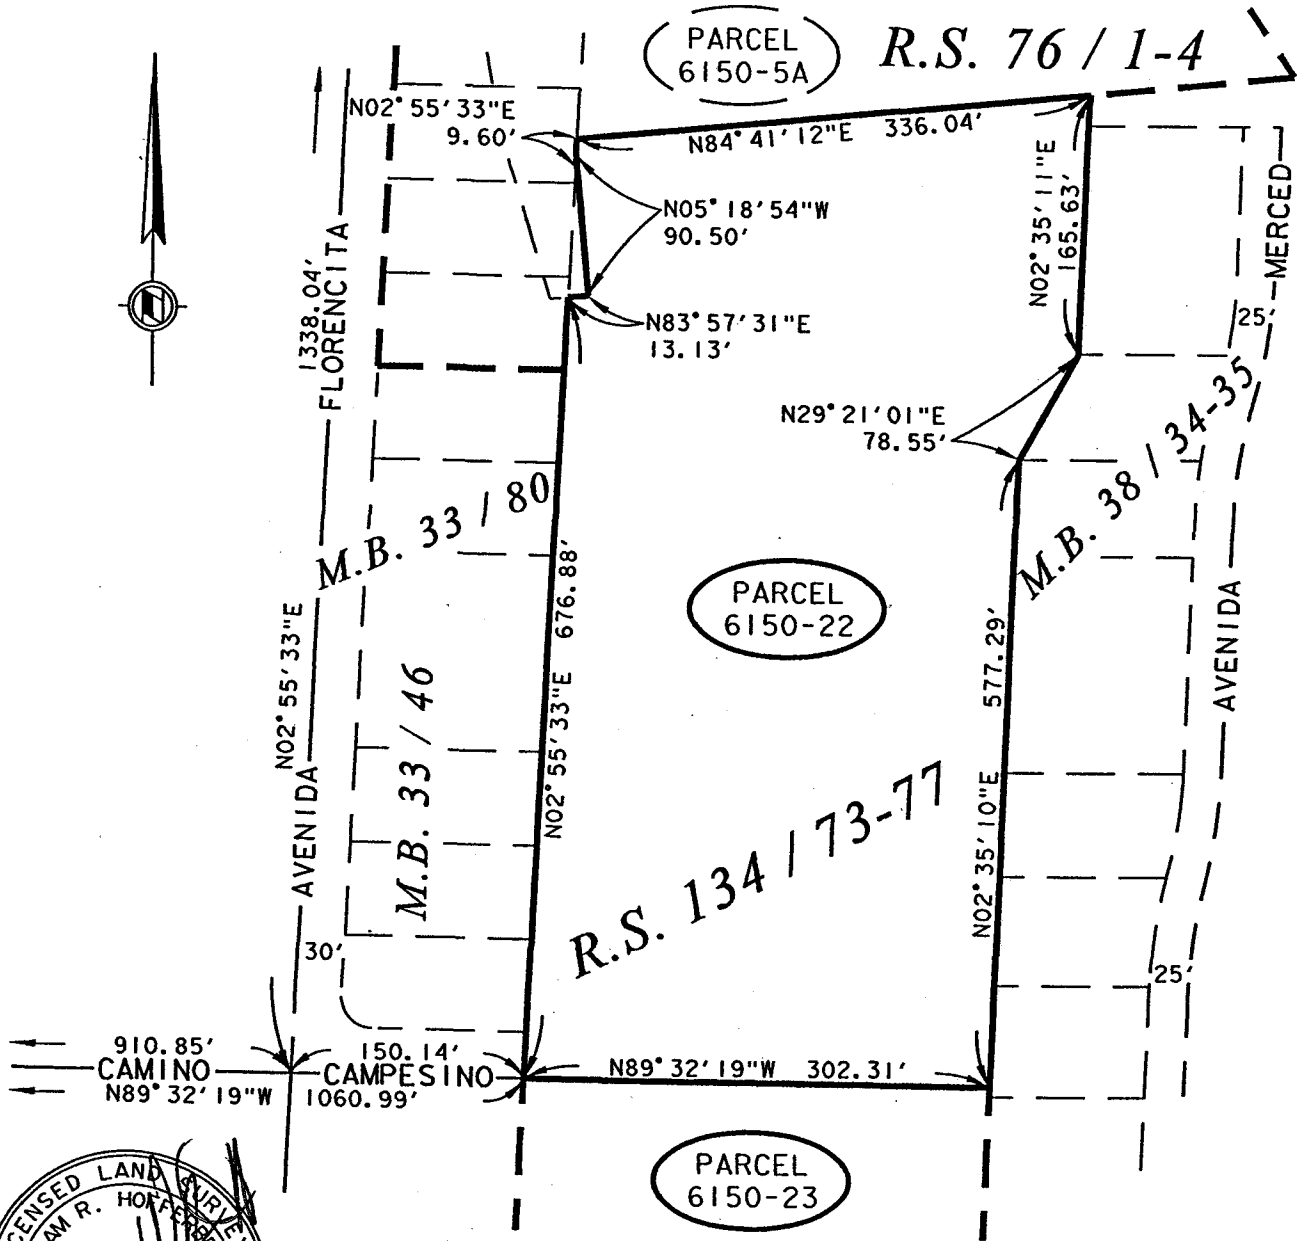 PARCEL
6150-5A
R.S. 76 / 1-4
N02°55'33"E
9.60'
N84°41'12"E 336.04'
N05°18'54"W
90.50'
N02°35'11"E
165.63'
MERCED
25'
1338.04'
FLORENCITA
N83°57'31"E
13.13'
N29°21'01"E
78.55'
M.B. 38 / 34-35
M.B. 33 / 80
PARCEL
6150-22
N02°55'33"E 676.88'
N02°55'33"E
577.29'
AVENIDA
M.B. 33 / 46
AVENIDA
R.S. 134 / 73-77
N02°35'10"E
30'
25'
910.85'
CAMINO
N89°32'19"W
150.14'
CAMPESINO
1060.99'
N89°32'19"W 302.31'
PARCEL
6150-23
LAND
R.